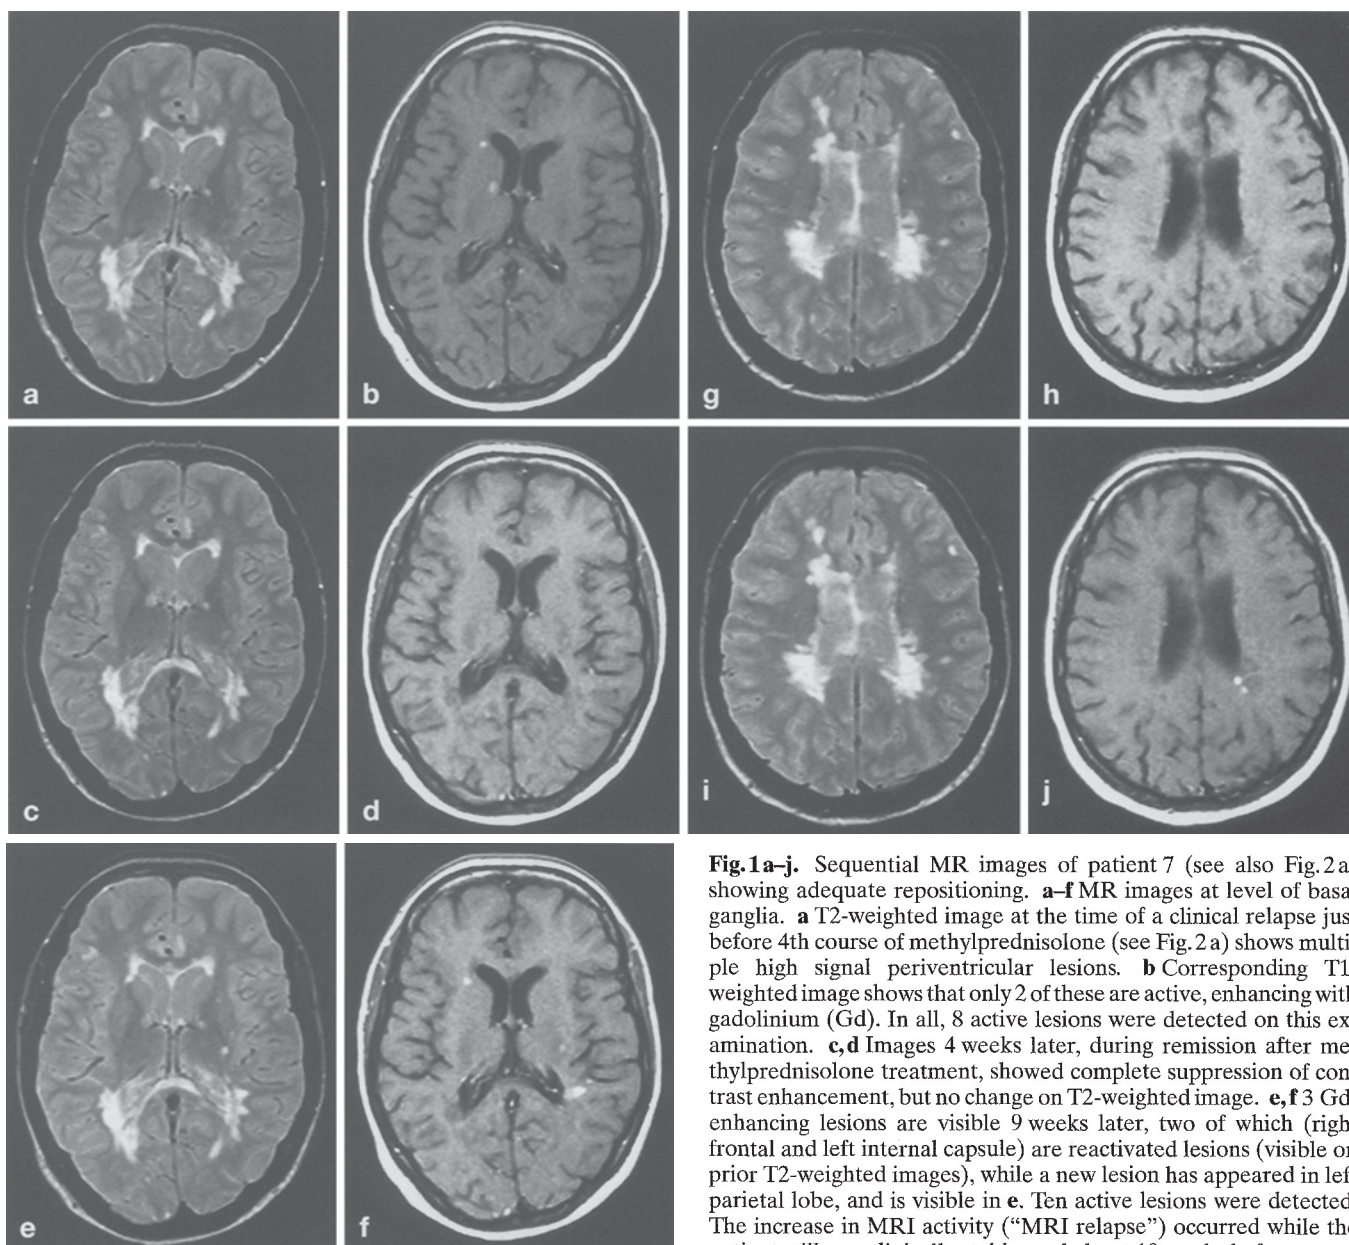 a
b
g
h
c
d
i
j
e
f
Fig.1a–j. Sequential MR images of patient 7 (see also Fig.2a
showing adequate repositioning. a–f MR images at level of basa
ganglia. a T2-weighted image at the time of a clinical relapse jus
before 4th course of methylprednisolone (see Fig.2a) shows multi
ple high signal periventricular lesions. b Corresponding T1
weighted image shows that only 2 of these are active, enhancing with
gadolinium (Gd). In all, 8 active lesions were detected on this ex
amination. c,d Images 4 weeks later, during remission after me
thylprednisolone treatment, showed complete suppression of con
trast enhancement, but no change on T2-weighted image. e,f 3 Gd
enhancing lesions are visible 9 weeks later, two of which (righ
frontal and left internal capsule) are reactivated lesions (visible on
prior T2-weighted images), while a new lesion has appeared in lef
parietal lobe, and is visible in e. Ten active lesions were detected
The increase in MRI activity (“MRI relapse”) occurred while the